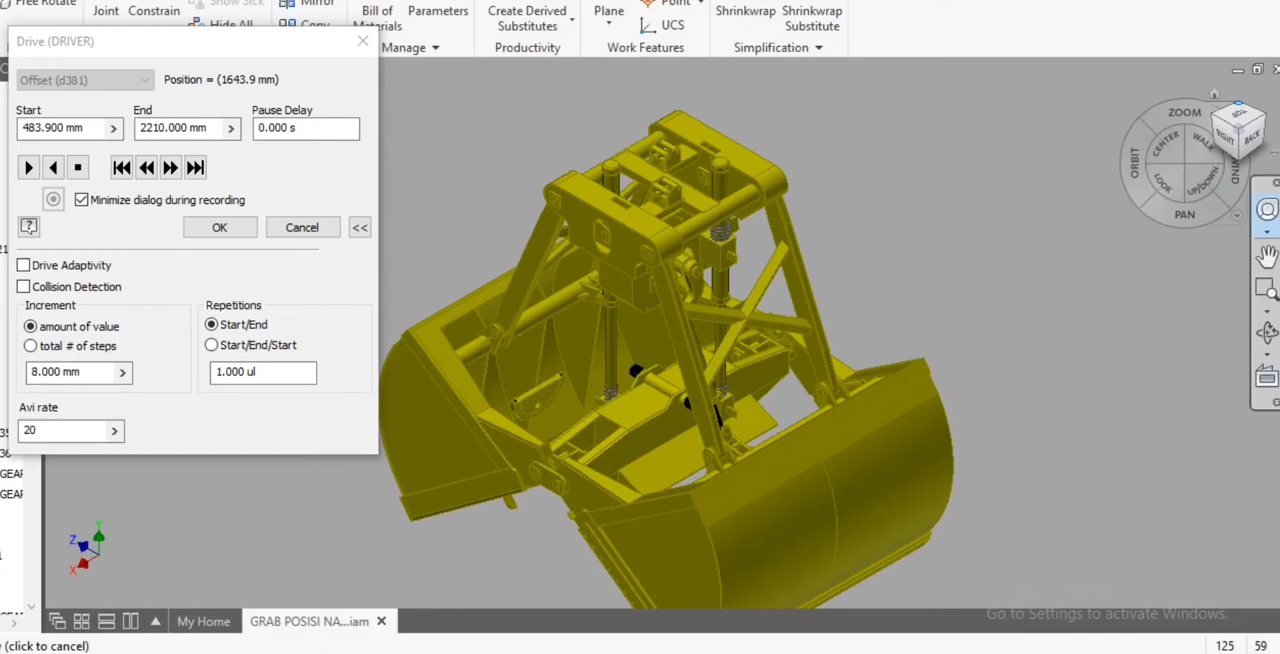 Free Rotate
Joint
Constrain
Show Sick
Hide All
Mirror
Copy
Bill of
Materials
Parameters
Manage
Create Derived
Substitutes
Productivity
Plane
Point
UCS
Work Features
Shrinkwrap
Shrinkwrap
Substitute
Simplification
Drive (DRIVER)
Offset (d381)
Position = (1643.9 mm)
Start
End
Pause Delay
483.900 mm
2210.000 mm
0.000 s
Minimize dialog during recording
OK
Cancel
<<
Drive Adaptivity
Collision Detection
Increment
Repetitions
amount of value
Start/End
total # of steps
Start/End/Start
8.000 mm
1.000 ul
Avi rate
20
GEAR
GEAR
ZOOM
CENTER
WALK
ORBIT
LOOK
UP/DOWN
PAN
TOP
RIGHT
BACK
Y
Z
X
My Home
GRAB POSISI NA...iam
Go to Settings to activate Windows.
(click to cancel)
125
59